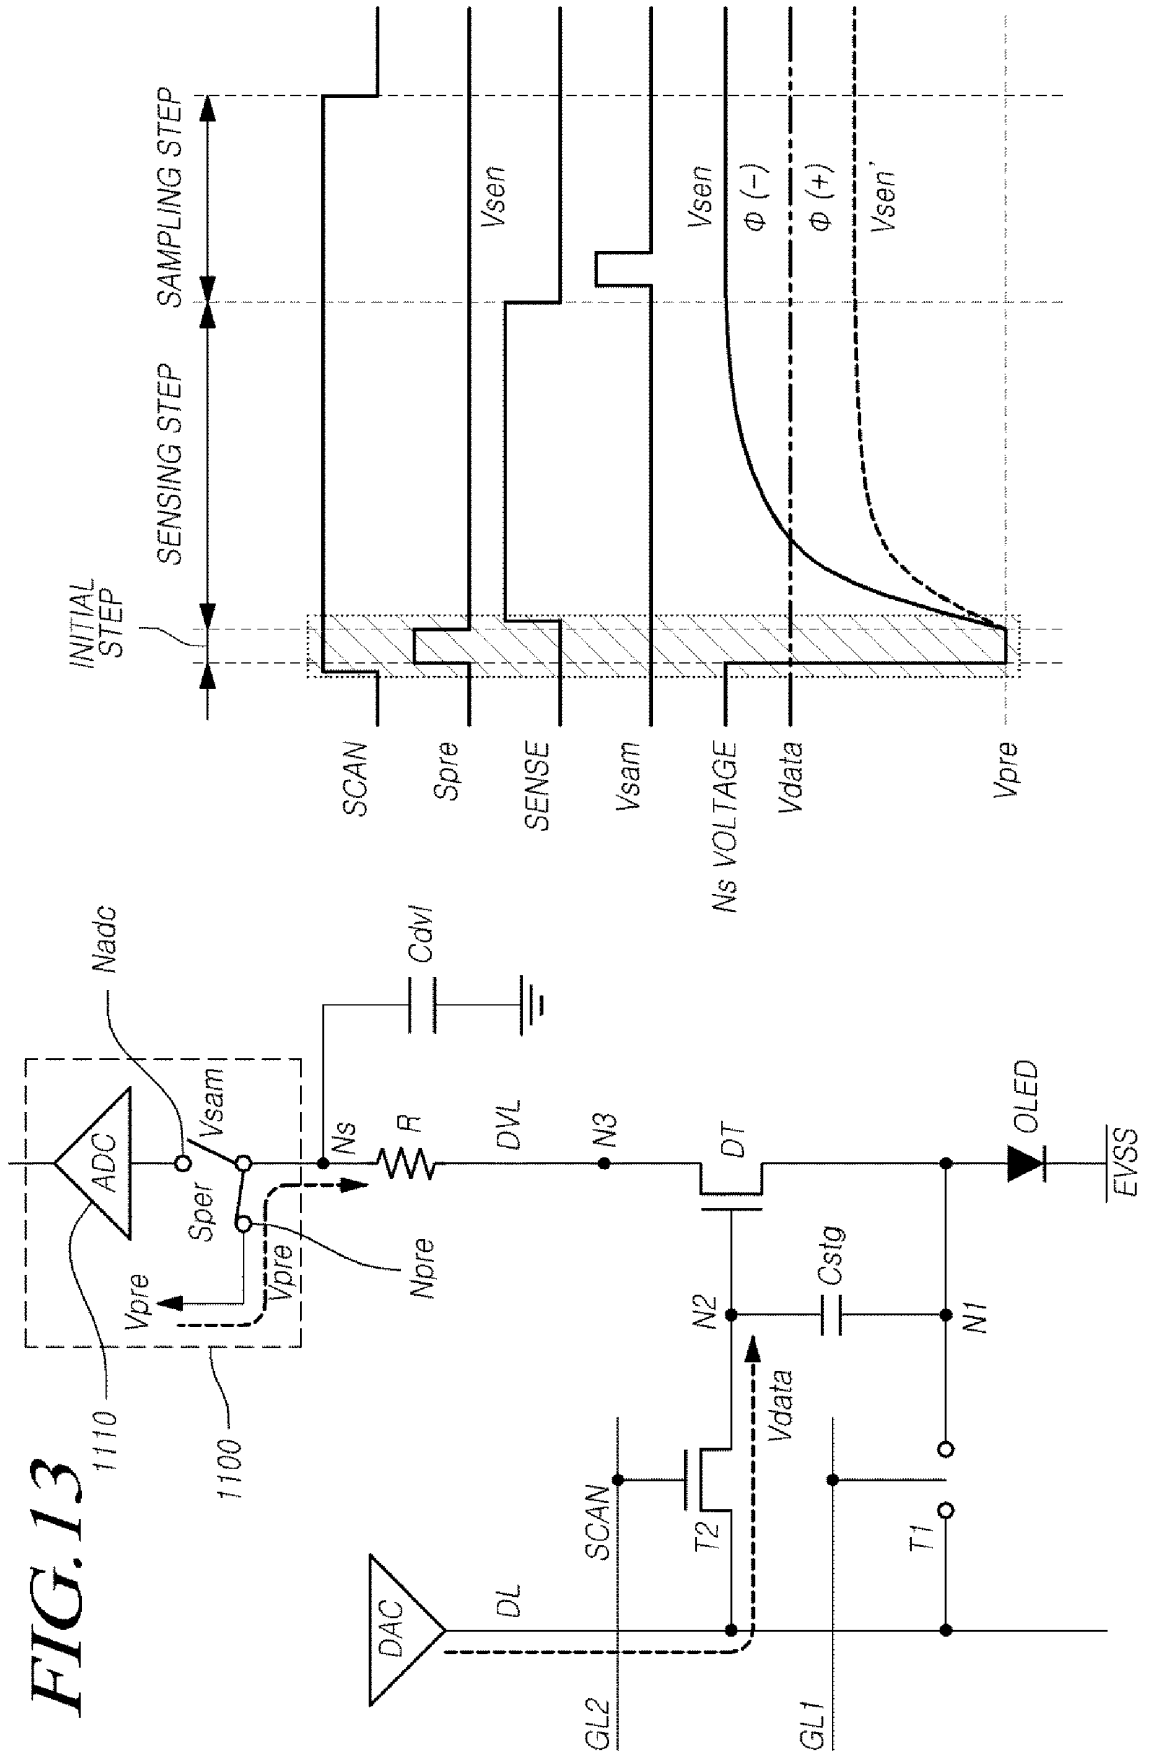 FIG.13
1110
1100
ADC
Nadc
Vsam
Sper
Vpre
Vpre
Npre
Ns
R
Cdvl
DVL
N3
DT
DAC
DL
GL2
SCAN
T2
N2
Vdata
Cstg
GL1
T1
N1
OLED
EVSS
INITIAL
STEP
SENSING STEP
SAMPLING STEP
SCAN
Spre
Vsen
SENSE
Vsam
Ns VOLTAGE
Vsen
Φ (-)
Vdata
Φ (+)
Vsen'
Vpre